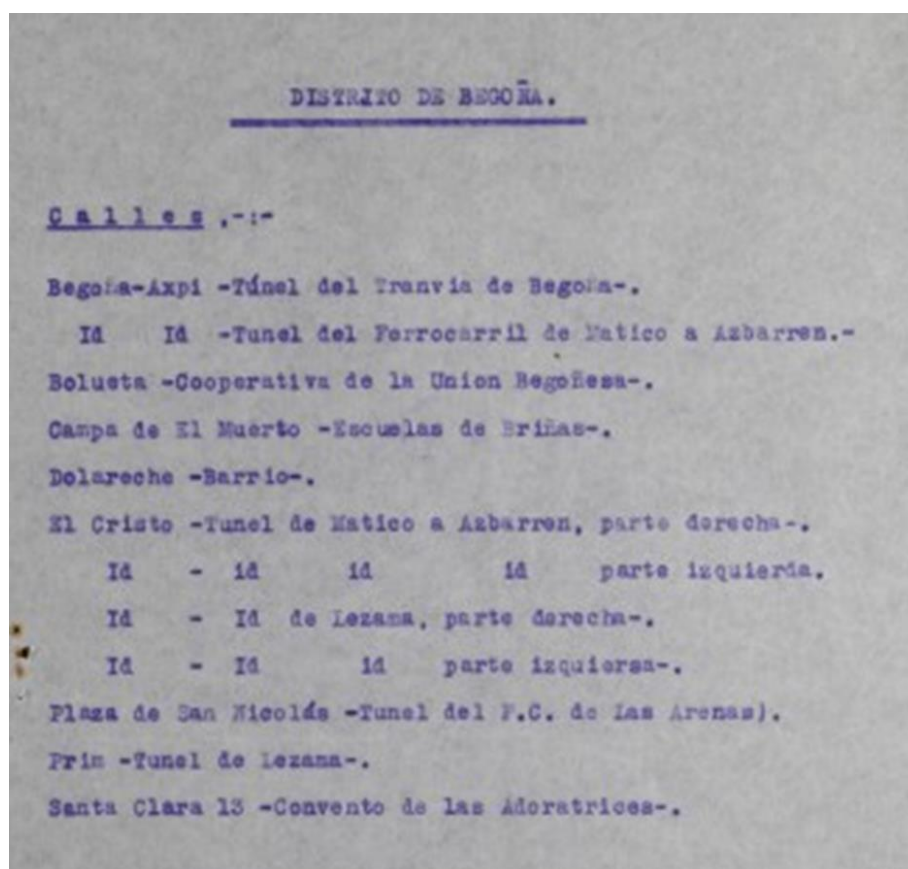 DISTRITO DE BEGOÑA.
Calles.-:-
Begoña-Axpi -Túnel del Tranvia de Begoña-.
Id Id -Tunel del Ferrocarril de Matico a Azbarren.-
Bolueta -Cooperativa de la Union Begoñesa-.
Campa de El Muerto -Escuelas de Briñas-.
Dolareche -Barrio-.
El Cristo -Tunel de Matico a Azbarren, parte derecha-.
Id - id id id parte izquierda.
Id - Id de Lezama, parte derecha-.
Id - Id id parte izquiersa-.
Plaza de San Nicolás -Tunel del F.C. de Las Arenas).
Prim -Tunel de Lezama-.
Santa Clara 13 -Convento de las Adoratrices-.